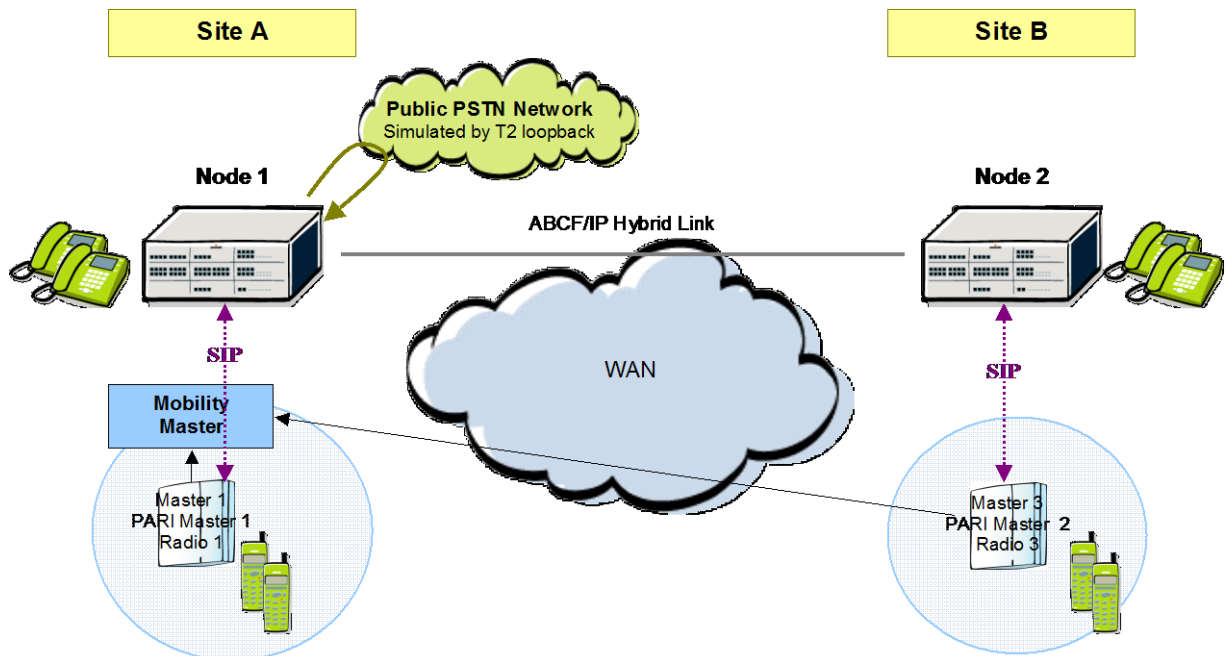 Site A
Site B
Public PSTN Network
Simulated by T2 loopback
Node 1
Node 2
ABCF/IP Hybrid Link
SIP
SIP
WAN
Mobility
Master
Master 1
PARI Master 1
Radio 1
Master 3
PARI Master 2
Radio 3